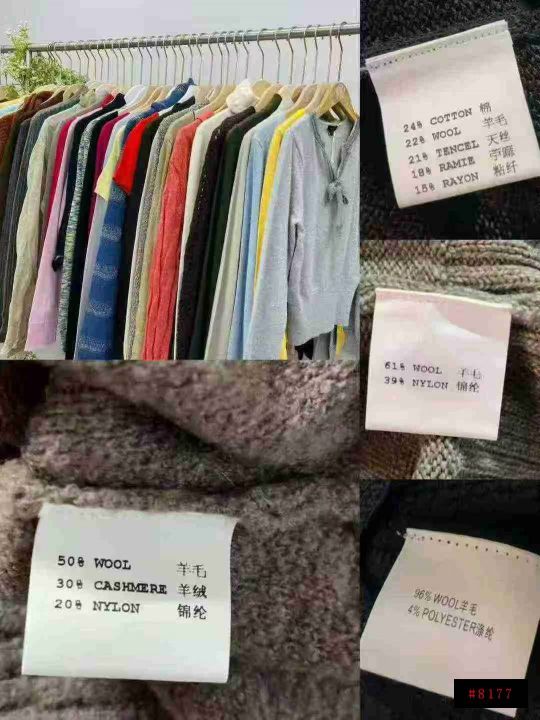 24% COTTON 棉
22% WOOL 羊毛
21% TENCEL 天丝
18% RAMIE 苎麻
15% RAYON 粘纤
61% WOOL 羊毛
39% NYLON 锦纶
50% WOOL 羊毛
30% CASHMERE 羊绒
20% NYLON 锦纶
96% WOOL羊毛
4% POLYESTER涤纶
#8177